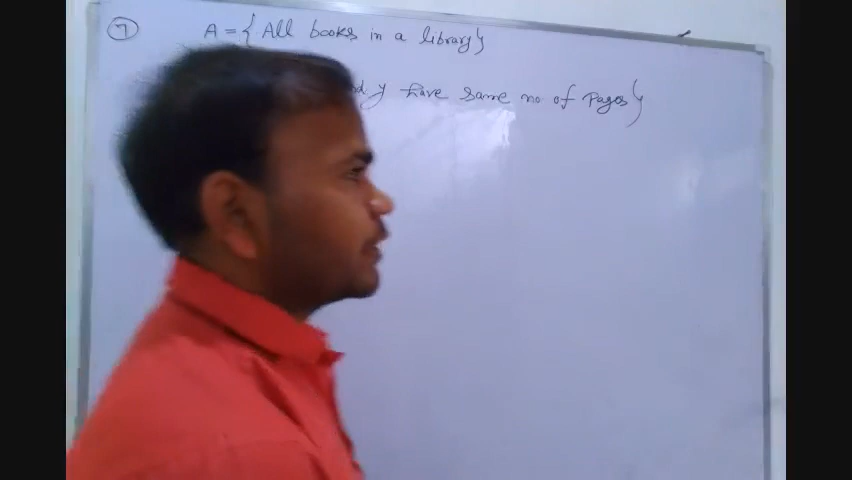 7 A = { All books in a library }
y have same no of Pages }